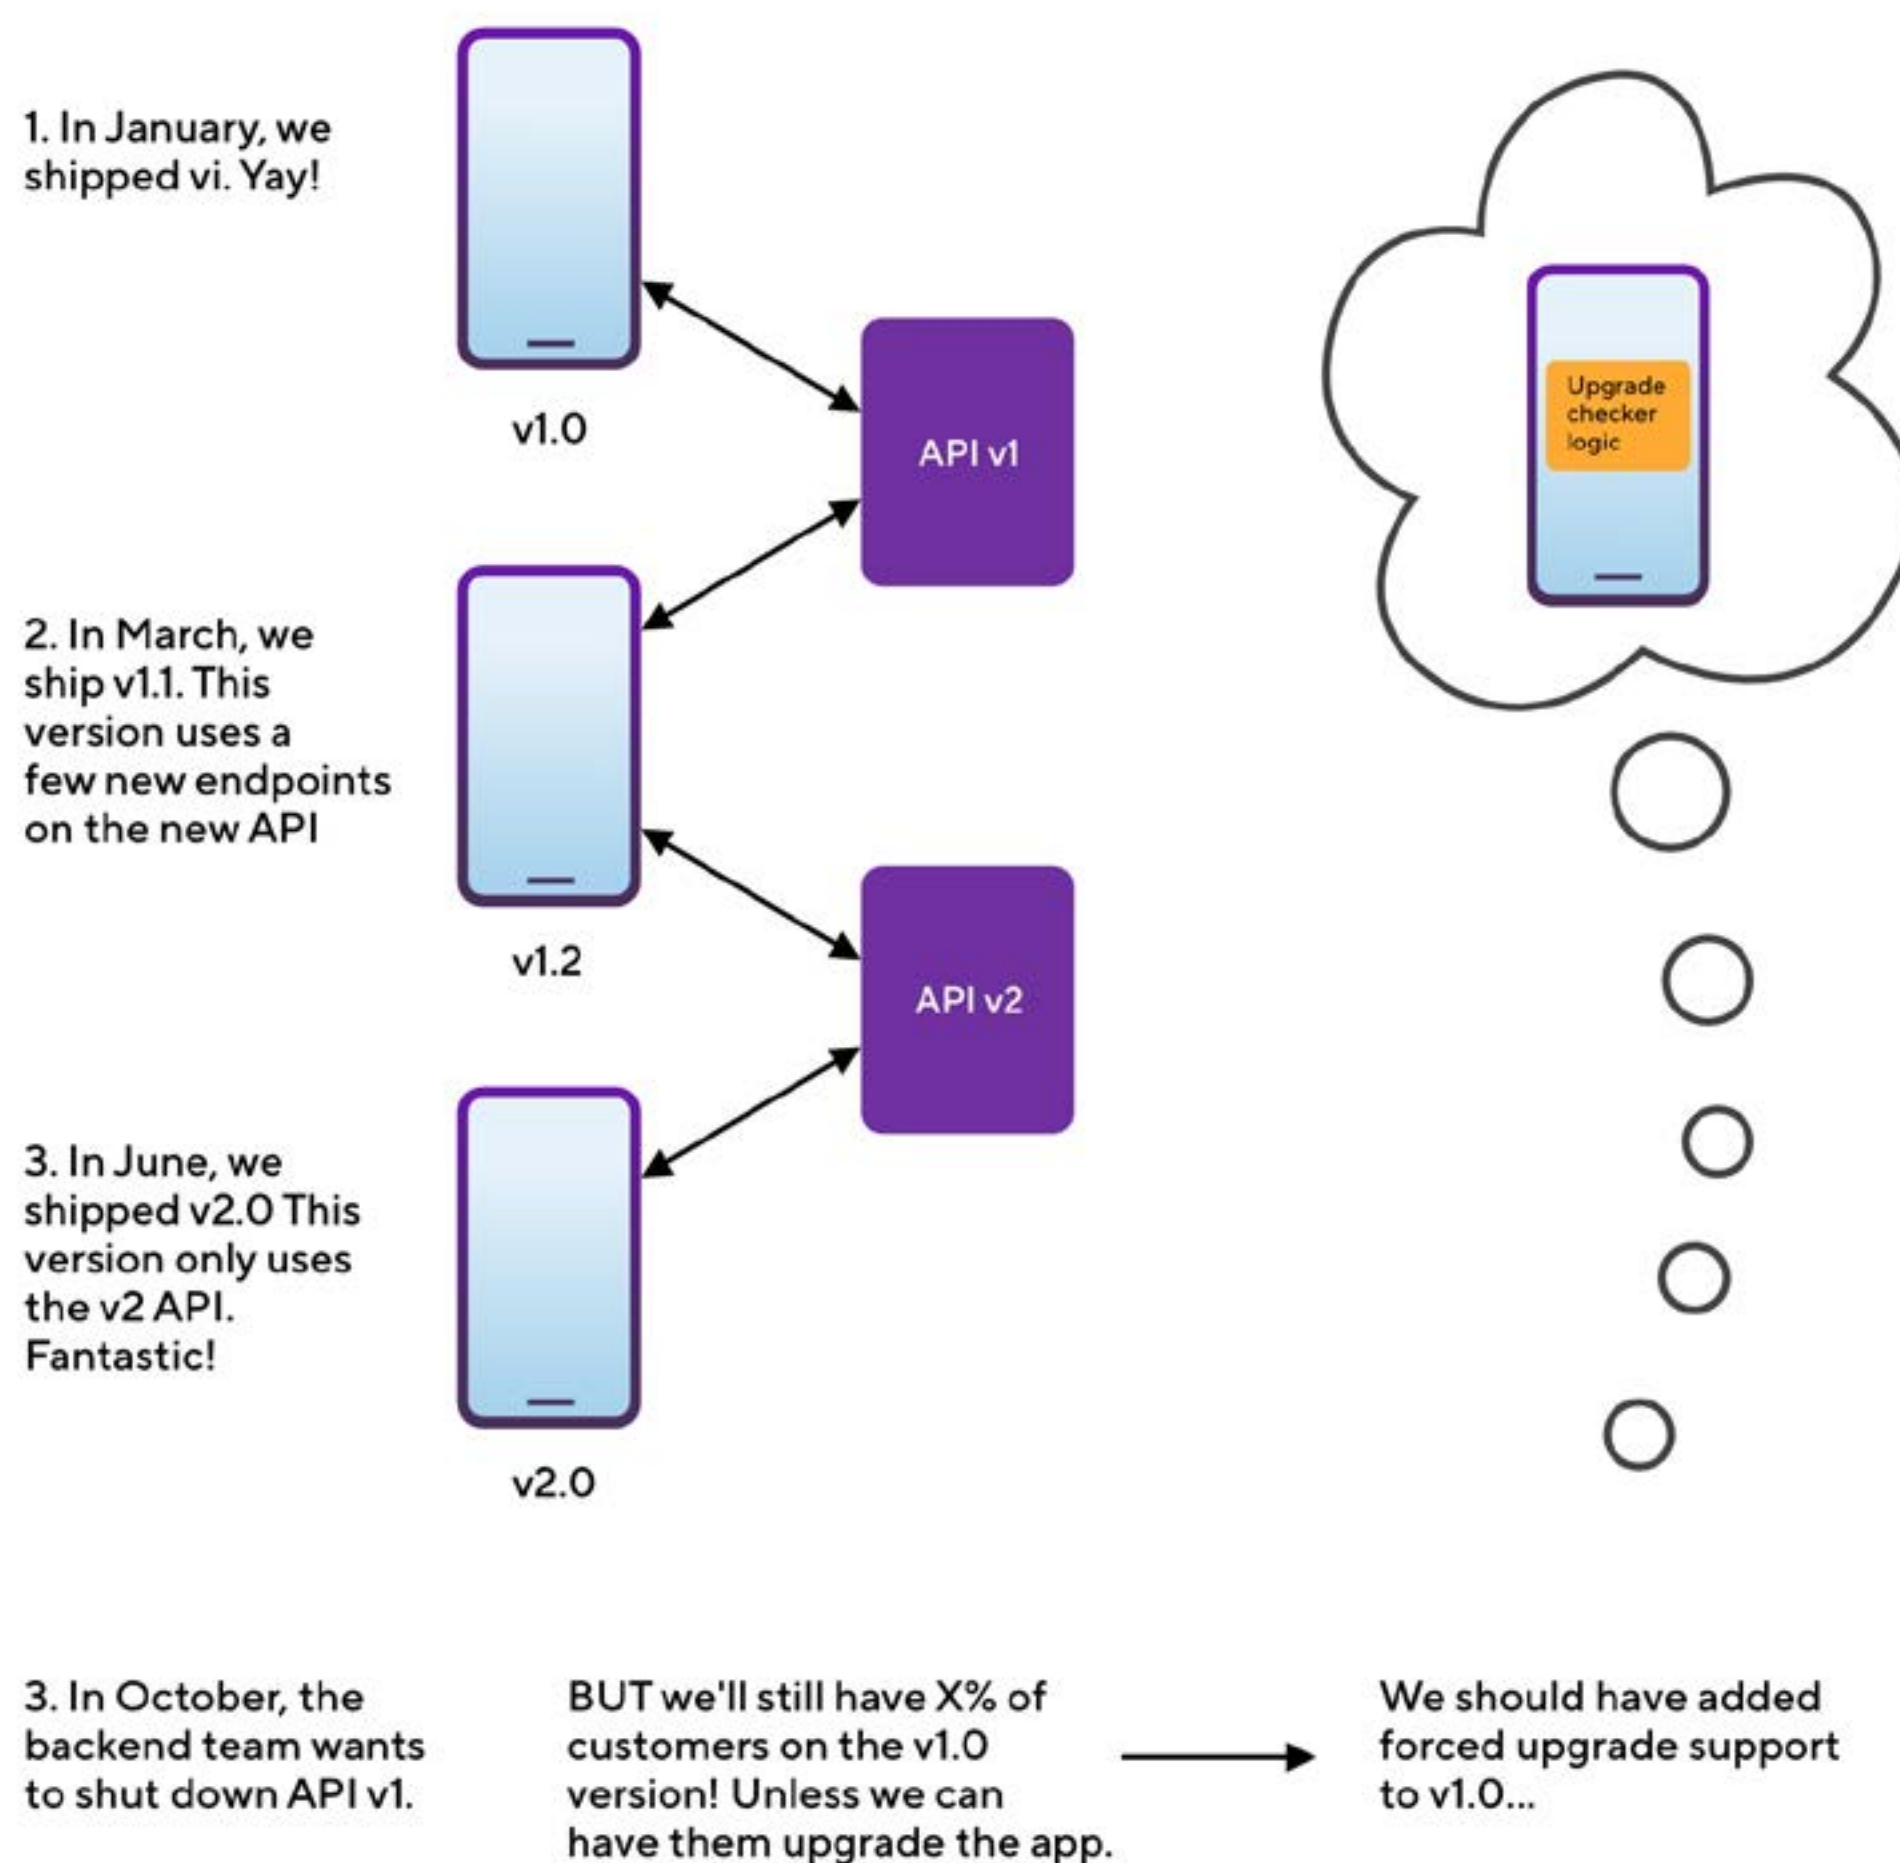 1. In January, we
shipped vi. Yay!
v1.0
API v1
Upgrade
checker
logic
2. In March, we
ship v1.1. This
version uses a
few new endpoints
on the new API
v1.2
API v2
3. In June, we
shipped v2.0 This
version only uses
the v2 API.
Fantastic!
v2.0
3. In October, the
backend team wants
to shut down API v1.
BUT we'll still have X% of
customers on the v1.0
version! Unless we can
have them upgrade the app.
We should have added
forced upgrade support
to v1.0...